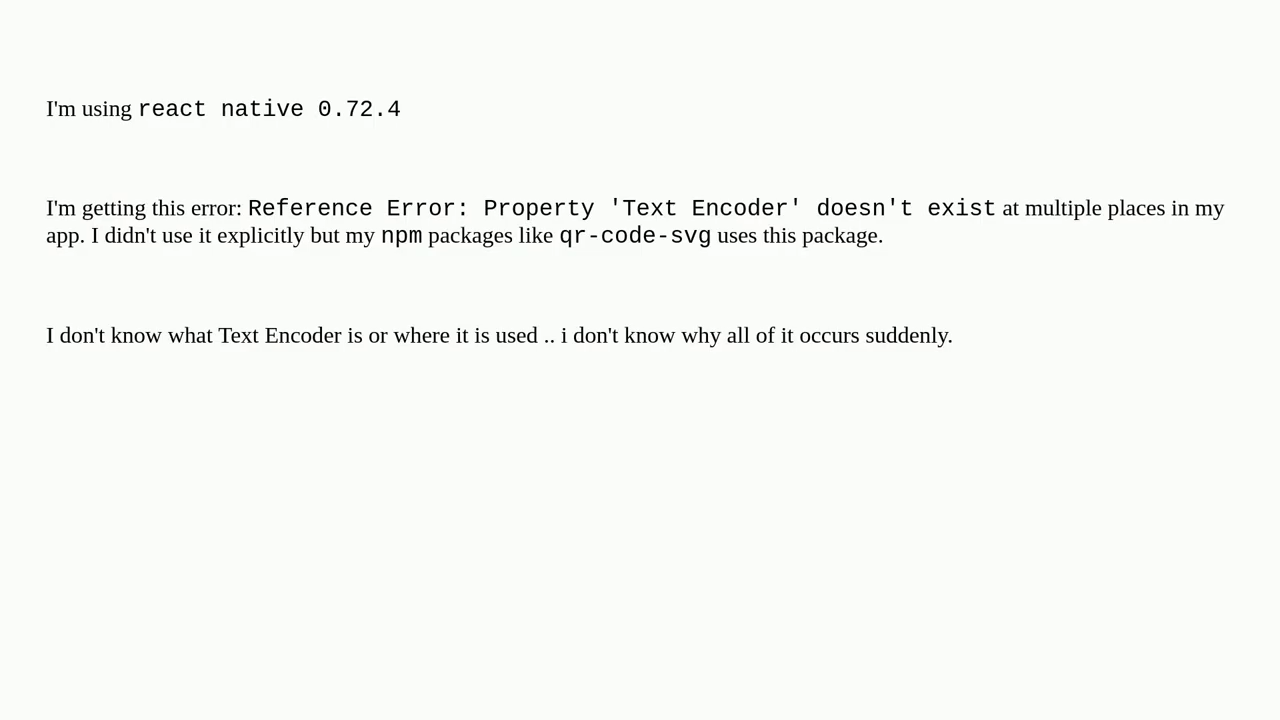 I'm using react native 0.72.4
I'm getting this error: Reference Error: Property 'Text Encoder' doesn't exist at multiple places in my
app. I didn't use it explicitly but my npm packages like qr-code-svg uses this package.
I don't know what Text Encoder is or where it is used .. i don't know why all of it occurs suddenly.